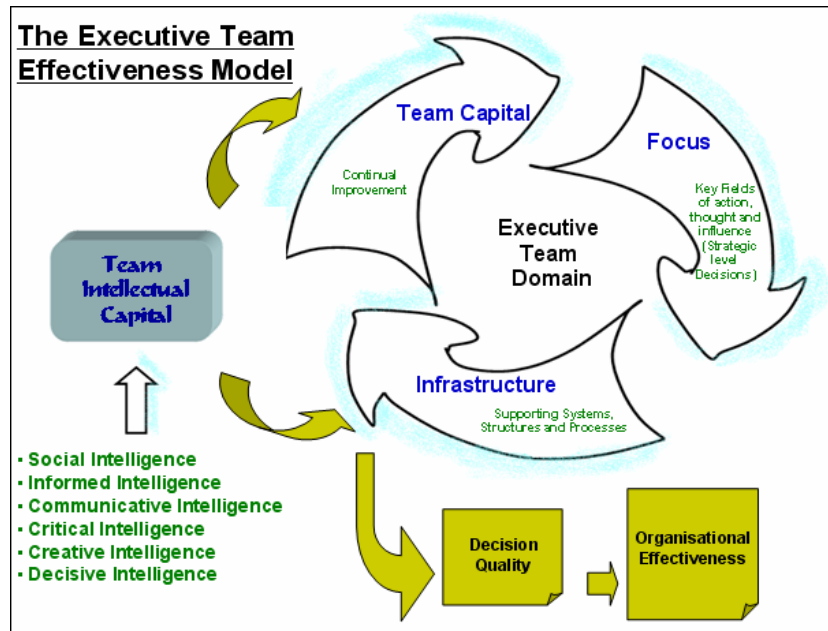 The Executive Team
Effectiveness Model
Team Capital
Continual
Improvement
Focus
Key Fields
of action,
thought and
influence
(Strategic
level
Decisions)
Executive
Team
Domain
Team
Intellectual
Capital
Infrastructure
Supporting Systems,
Structures and Processes
▪ Social Intelligence
▪ Informed Intelligence
▪ Communicative Intelligence
▪ Critical Intelligence
▪ Creative Intelligence
▪ Decisive Intelligence
Decision
Quality
Organisational
Effectiveness